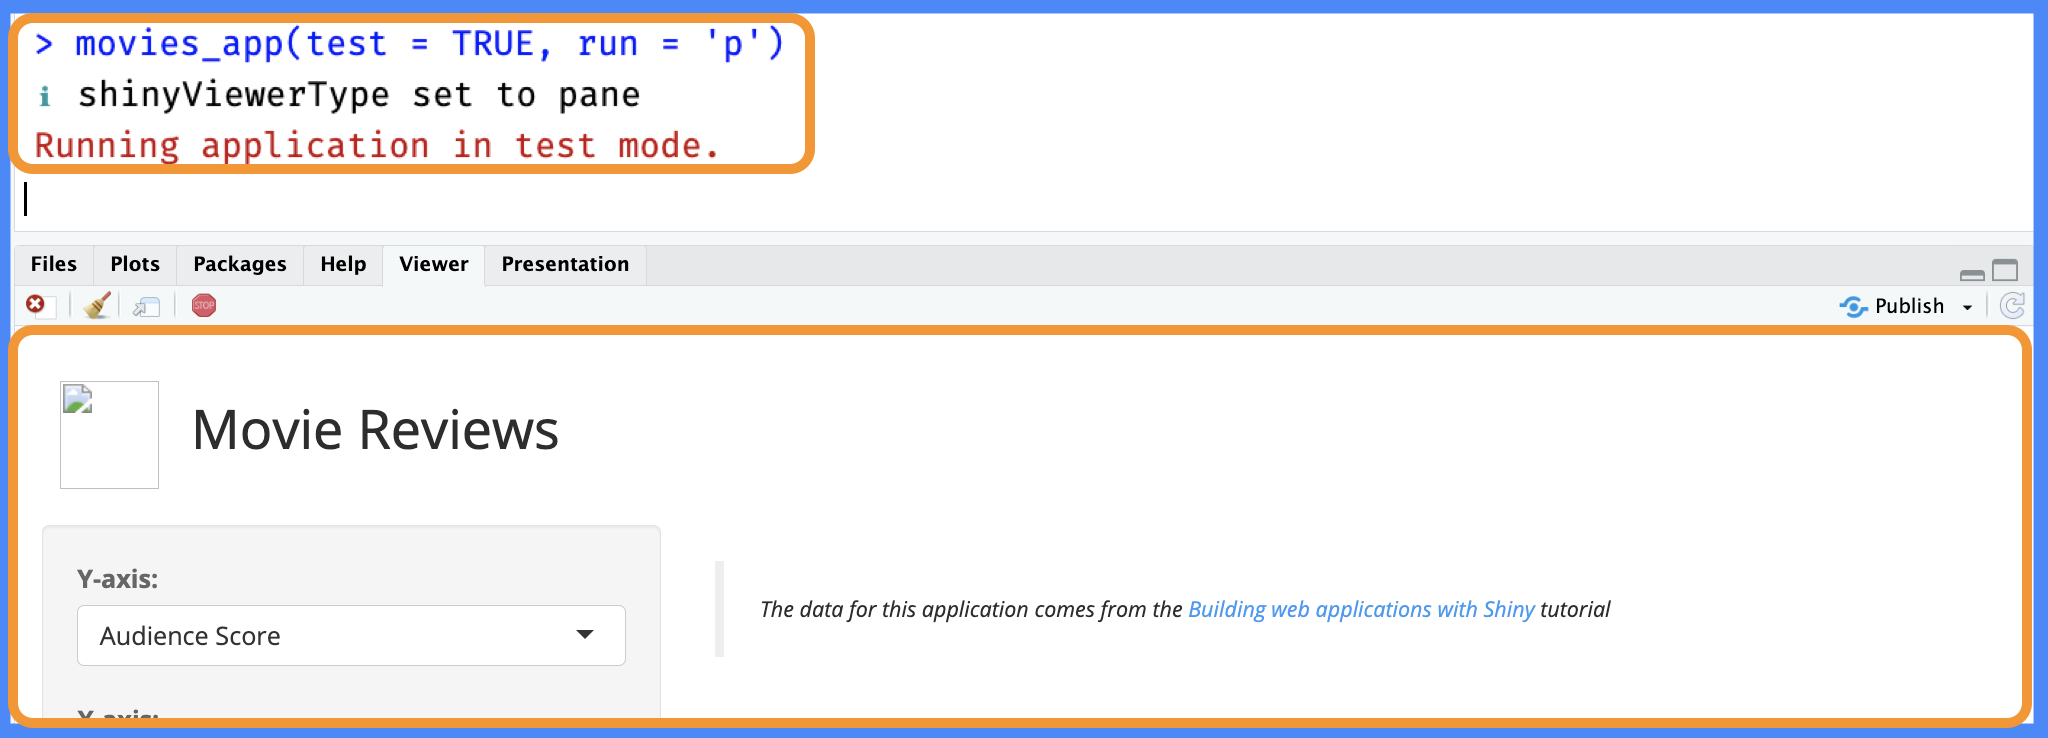 > movies_app(test = TRUE, run = 'p')
i shinyViewerType set to pane
Running application in test mode.
Files Plots Packages Help Viewer Presentation
STOP Publish
Movie Reviews
Y-axis:
Audience Score
The data for this application comes from the Building web applications with Shiny tutorial